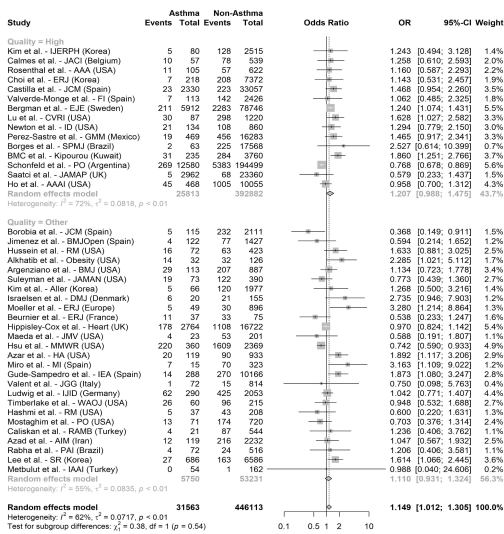 Asthma Non-Asthma
Study Events Total Events Total Odds Ratio OR 95%-CI Weight
Quality = High
Kim et al. - IJERPH (Korea) 5 80 128 2515 1.243 [0.494; 3.128] 1.4%
Calmes et al. - JACI (Belgium) 10 57 78 539 1.258 [0.610; 2.593] 2.0%
Rosenthal et al. - AAA (USA) 11 105 57 622 1.160 [0.587; 2.293] 2.2%
Choi et al. - ERJ (Korea) 7 218 208 7372 1.143 [0.531; 2.457] 1.8%
Castilla et al. - JCM (Spain) 23 2330 223 33057 1.468 [0.954; 2.260] 3.7%
Valverde-Monge et al. - FI (Spain) 7 113 142 2426 1.062 [0.485; 2.325] 1.8%
Bergman et al. - EJE (Sweden) 211 5912 2283 78746 1.240 [1.074; 1.431] 5.7%
Lu et al. - CVRI (USA) 30 87 298 1220 1.628 [1.027; 2.582] 3.5%
Newton et al. - ID (USA) 21 134 108 860 1.294 [0.779; 2.150] 3.2%
Perez-Sastre et al. - GMM (Mexico) 19 469 456 16283 1.465 [0.917; 2.341] 3.4%
Borges et al. - SPMJ (Brazil) 2 63 225 17568 2.527 [0.614; 10.399] 0.7%
BMC et al. - Kipourou (Kuwait) 31 235 284 3760 1.860 [1.251; 2.766] 3.9%
Schonfeld et al. - PO (Argentina) 269 12580 5383 194499 0.768 [0.678; 0.869] 5.8%
Saatci et al. - JAMAP (UK) 5 2962 68 23360 0.579 [0.233; 1.437] 1.5%
Ho et al. - AAAI (USA) 45 468 1005 10055 0.958 [0.700; 1.312] 4.5%
Random effects model 25813 392882 1.207 [0.988; 1.475] 43.7%
Heterogeneity: I² = 72%, τ² = 0.0818, p < 0.01
Quality = Other
Borobia et al. - JCM (Spain) 5 115 232 2111 0.368 [0.149; 0.911] 1.5%
Jimenez et al. - BMJOpen (Spain) 4 122 77 1427 0.594 [0.214; 1.652] 1.2%
Hussein et al. - RM (USA) 16 72 63 423 1.633 [0.881; 3.025] 2.5%
Alkhatib et al. - Obesity (USA) 14 32 32 126 2.285 [1.021; 5.112] 1.7%
Argenziano et al. - BMJ (USA) 29 113 207 887 1.134 [0.723; 1.778] 3.5%
Suleyman et al. - JAMAN (USA) 19 73 122 390 0.773 [0.439; 1.360] 2.8%
Kim et al. - Aller (Korea) 5 66 120 1977 1.268 [0.500; 3.216] 1.4%
Israelsen et al. - DMJ (Denmark) 6 20 21 155 2.735 [0.946; 7.903] 1.2%
Moeller et al. - ERJ (Europe) 5 49 30 896 3.280 [1.214; 8.864] 1.3%
Beurnier et al. - ERJ (France) 11 37 33 75 0.538 [0.233; 1.247] 1.6%
Hippisley-Cox et al. - Heart (UK) 178 2764 1108 16722 0.970 [0.824; 1.142] 5.6%
Maeda et al. - JMV (USA) 4 23 53 201 0.588 [0.191; 1.807] 1.1%
Hsu et al. - MMWR (USA) 220 360 1609 2369 0.742 [0.590; 0.933] 5.1%
Azar et al. - HA (USA) 20 119 90 933 1.892 [1.117; 3.206] 3.1%
Miro et al. - MI (Spain) 7 15 70 323 3.163 [1.109; 9.022] 1.2%
Gude-Sampedro et al. - IEA (Spain) 14 288 270 10166 1.873 [1.080; 3.247] 2.9%
Valent et al. - JGG (Italy) 1 72 15 814 0.750 [0.098; 5.763] 0.4%
Ludwig et al. - IJID (Germany) 62 290 425 2053 1.042 [0.771; 1.407] 4.6%
Timberlake et al. - WAOJ (USA) 26 60 96 215 0.948 [0.532; 1.688] 2.7%
Hashmi et al. - RM (USA) 5 37 43 208 0.600 [0.220; 1.631] 1.3%
Mostaghim et al. - PO (USA) 13 71 174 720 0.703 [0.376; 1.314] 2.5%
Caliskan et al. - RAMB (Turkey) 4 21 87 544 1.236 [0.406; 3.762] 1.1%
Azad et al. - AIM (Iran) 12 119 216 2232 1.047 [0.567; 1.932] 2.5%
Rabha et al. - PAI (Brazil) 4 72 24 516 1.206 [0.406; 3.581] 1.1%
Lee et al. - SR (Korea) 27 686 163 6586 1.614 [1.066; 2.445] 3.8%
Metbulut et al. - IAAI (Turkey) 0 54 1 162 0.988 [0.040; 24.606] 0.2%
Random effects model 5750 53231 1.110 [0.931; 1.324] 56.3%
Heterogeneity: I² = 55%, τ² = 0.0835, p < 0.01
Random effects model 31563 446113 1.149 [1.012; 1.305] 100.0%
Heterogeneity: I² = 62%, τ² = 0.0717, p < 0.01
Test for subgroup differences: χ²₁ = 0.38, df = 1 (p = 0.54)
0.1 0.5 1 2 10